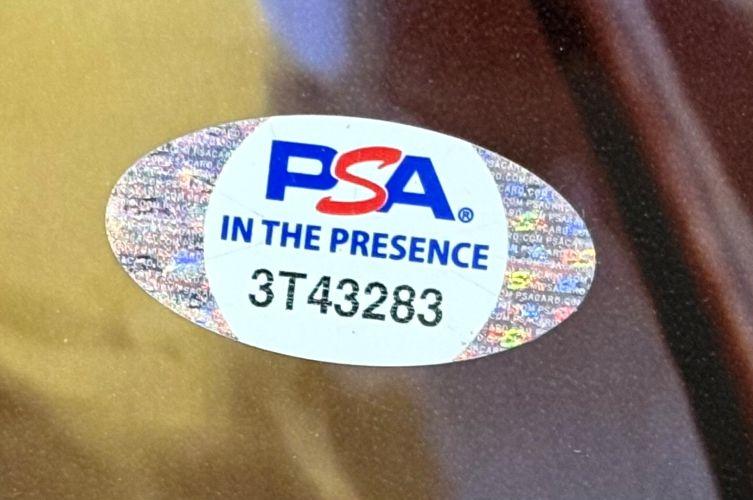 PSA®
IN THE PRESENCE
3T43283